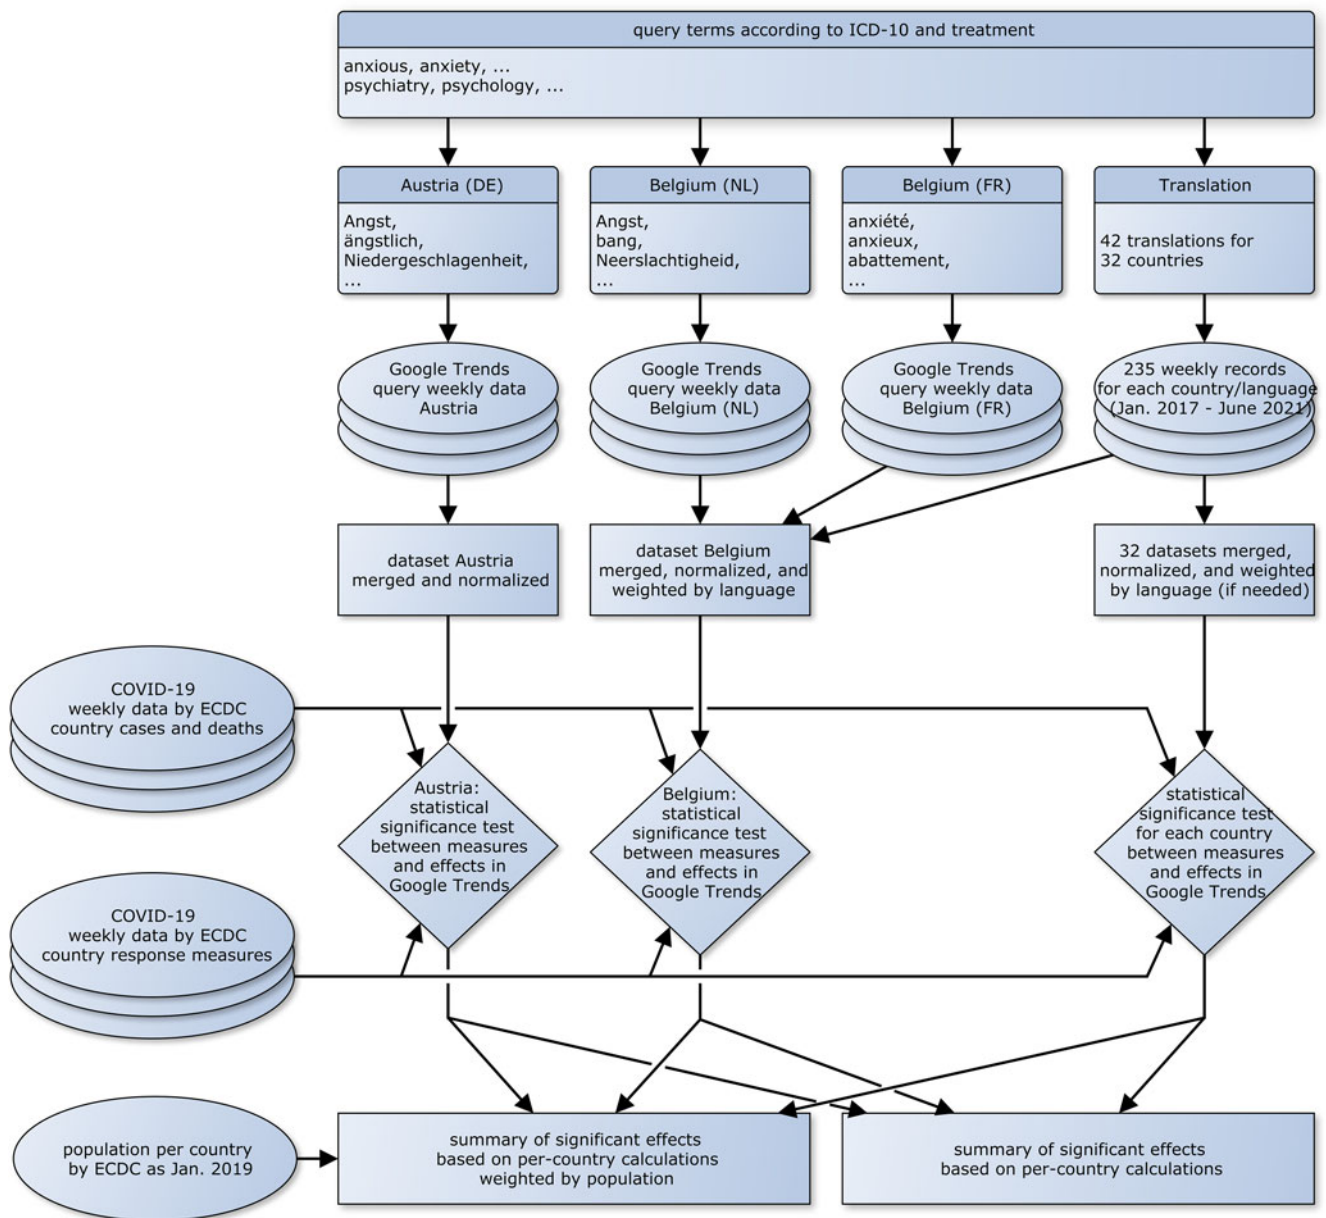 query terms according to ICD-10 and treatment
anxious, anxiety, ...
psychiatry, psychology, ...
Austria (DE)
Angst,
ängstlich,
Niedergeschlagenheit,
...
Belgium (NL)
Angst,
bang,
Neerslachtigheid,
...
Belgium (FR)
anxiété,
anxieux,
abattement,
...
Translation
42 translations for
32 countries
Google Trends
query weekly data
Austria
Google Trends
query weekly data
Belgium (NL)
Google Trends
query weekly data
Belgium (FR)
235 weekly records
for each country/language
(Jan. 2017 - June 2021)
dataset Austria
merged and normalized
dataset Belgium
merged, normalized, and
weighted by language
32 datasets merged,
normalized, and weighted
by language (if needed)
COVID-19
weekly data by ECDC
country cases and deaths
Austria:
statistical
significance test
between measures
and effects in
Google Trends
Belgium:
statistical
significance test
between measures
and effects in
Google Trends
statistical
significance test
for each country
between measures
and effects in
Google Trends
COVID-19
weekly data by ECDC
country response measures
population per country
by ECDC as Jan. 2019
summary of significant effects
based on per-country calculations
weighted by population
summary of significant effects
based on per-country calculations